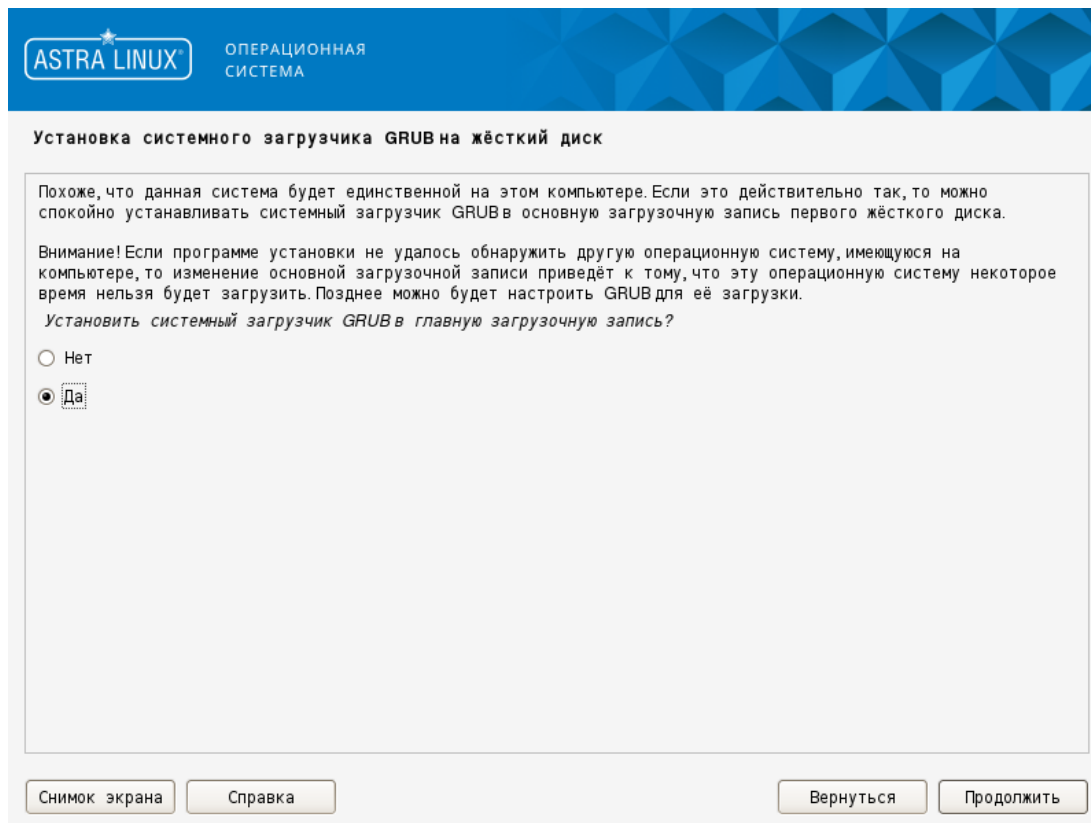 ASTRA LINUX®
ОПЕРАЦИОННАЯ
СИСТЕМА
Установка системного загрузчика GRUB на жёсткий диск
Похоже, что данная система будет единственной на этом компьютере. Если это действительно так, то можно
спокойно устанавливать системный загрузчик GRUB в основную загрузочную запись первого жёсткого диска.
Внимание! Если программе установки не удалось обнаружить другую операционную систему, имеющуюся на
компьютере, то изменение основной загрузочной записи приведёт к тому, что эту операционную систему некоторое
время нельзя будет загрузить. Позднее можно будет настроить GRUB для её загрузки.
Установить системный загрузчик GRUB в главную загрузочную запись?
Нет
Да
Снимок экрана Справка Вернуться Продолжить